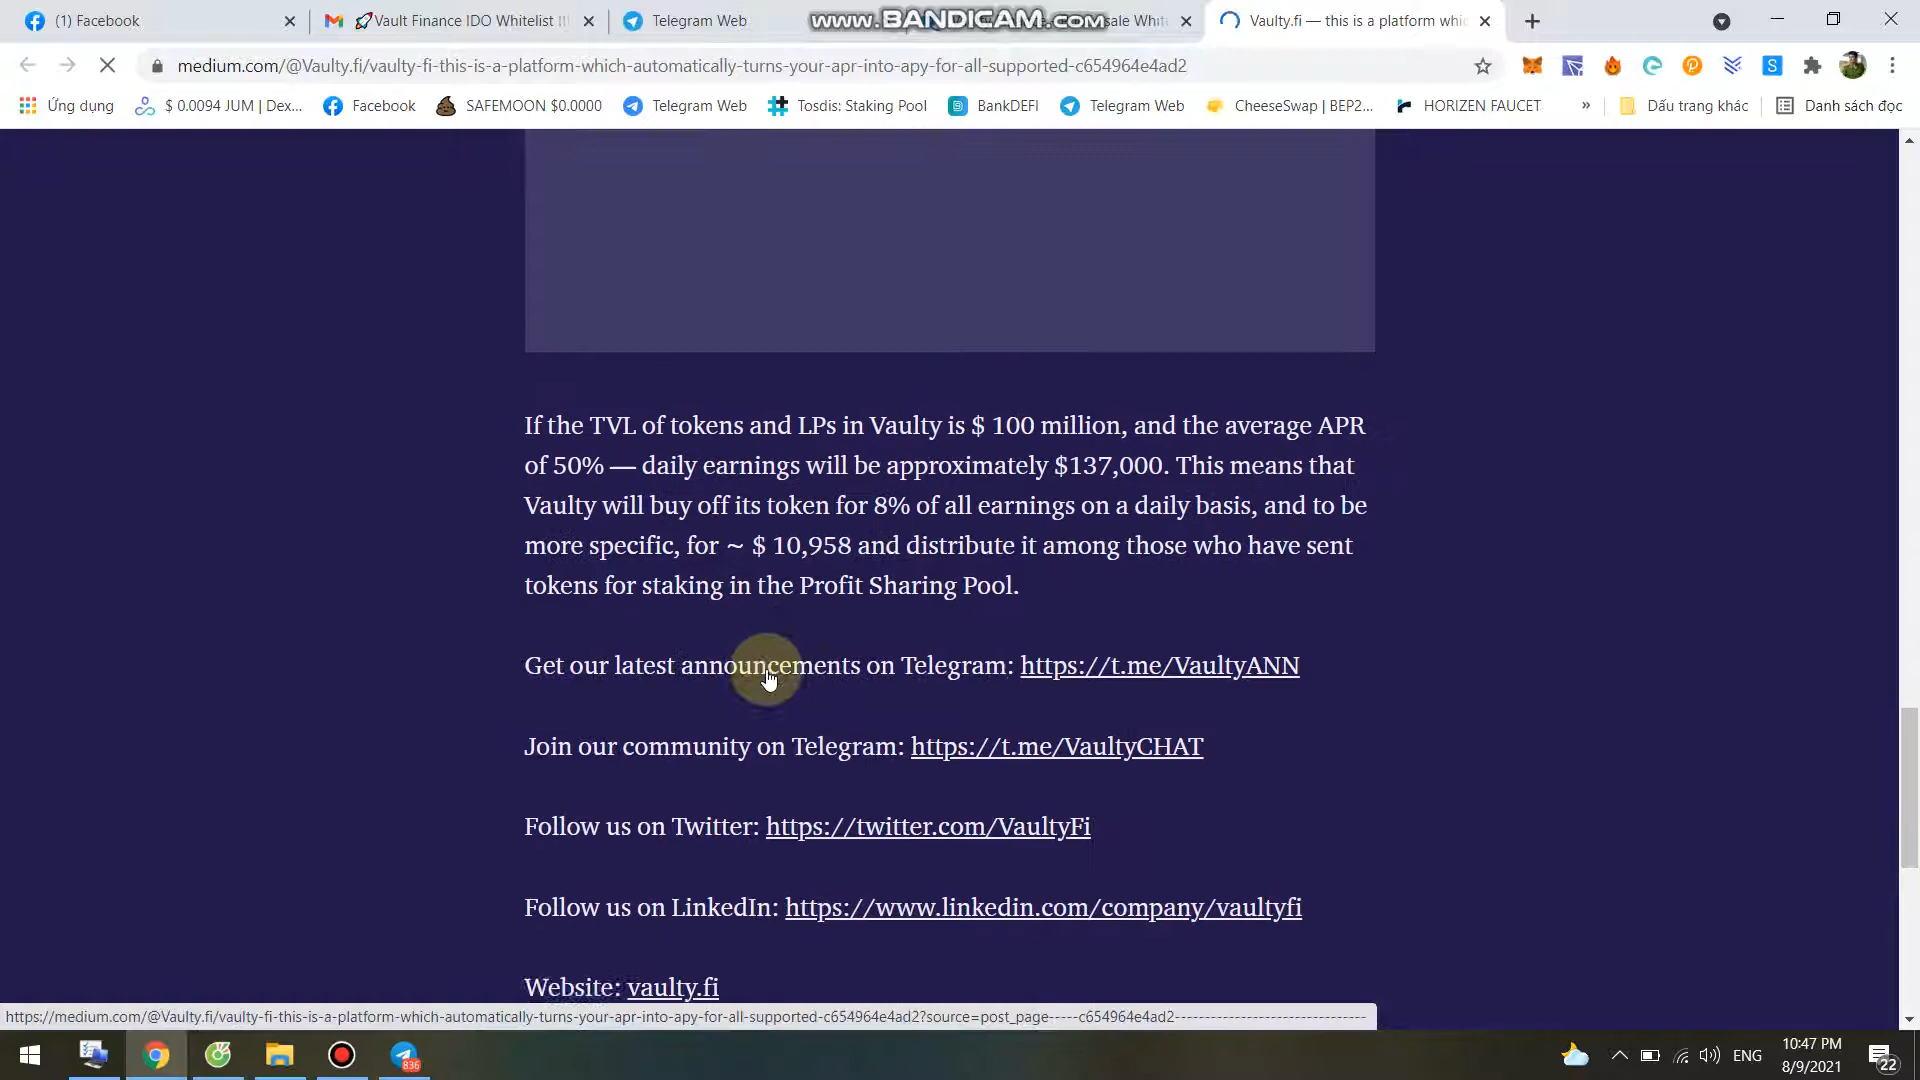 (1) Facebook
🚀Vault Finance IDO Whitelist !!
Telegram Web
www.BANDICAM.com
sale Whit
Vaulty.fi — this is a platform whic
medium.com/@Vaulty.fi/vaulty-fi-this-is-a-platform-which-automatically-turns-your-apr-into-apy-for-all-supported-c654964e4ad2
Ứng dụng
$ 0.0094 JUM | Dex...
Facebook
SAFEMOON $0.0000
Telegram Web
Tosdis: Staking Pool
BankDEFI
Telegram Web
CheeseSwap | BEP2...
HORIZEN FAUCET
»
Dấu trang khác
Danh sách đọc
If the TVL of tokens and LPs in Vaulty is $ 100 million, and the average APR
of 50% — daily earnings will be approximately $137,000. This means that
Vaulty will buy off its token for 8% of all earnings on a daily basis, and to be
more specific, for ~ $ 10,958 and distribute it among those who have sent
tokens for staking in the Profit Sharing Pool.
Get our latest announcements on Telegram: https://t.me/VaultyANN
Join our community on Telegram: https://t.me/VaultyCHAT
Follow us on Twitter: https://twitter.com/VaultyFi
Follow us on LinkedIn: https://www.linkedin.com/company/vaultyfi
Website: vaulty.fi
https://medium.com/@Vaulty.fi/vaulty-fi-this-is-a-platform-which-automatically-turns-your-apr-into-apy-for-all-supported-c654964e4ad2?source=post_page-----c654964e4ad2--------------------------------
836
ENG
10:47 PM
8/9/2021
22